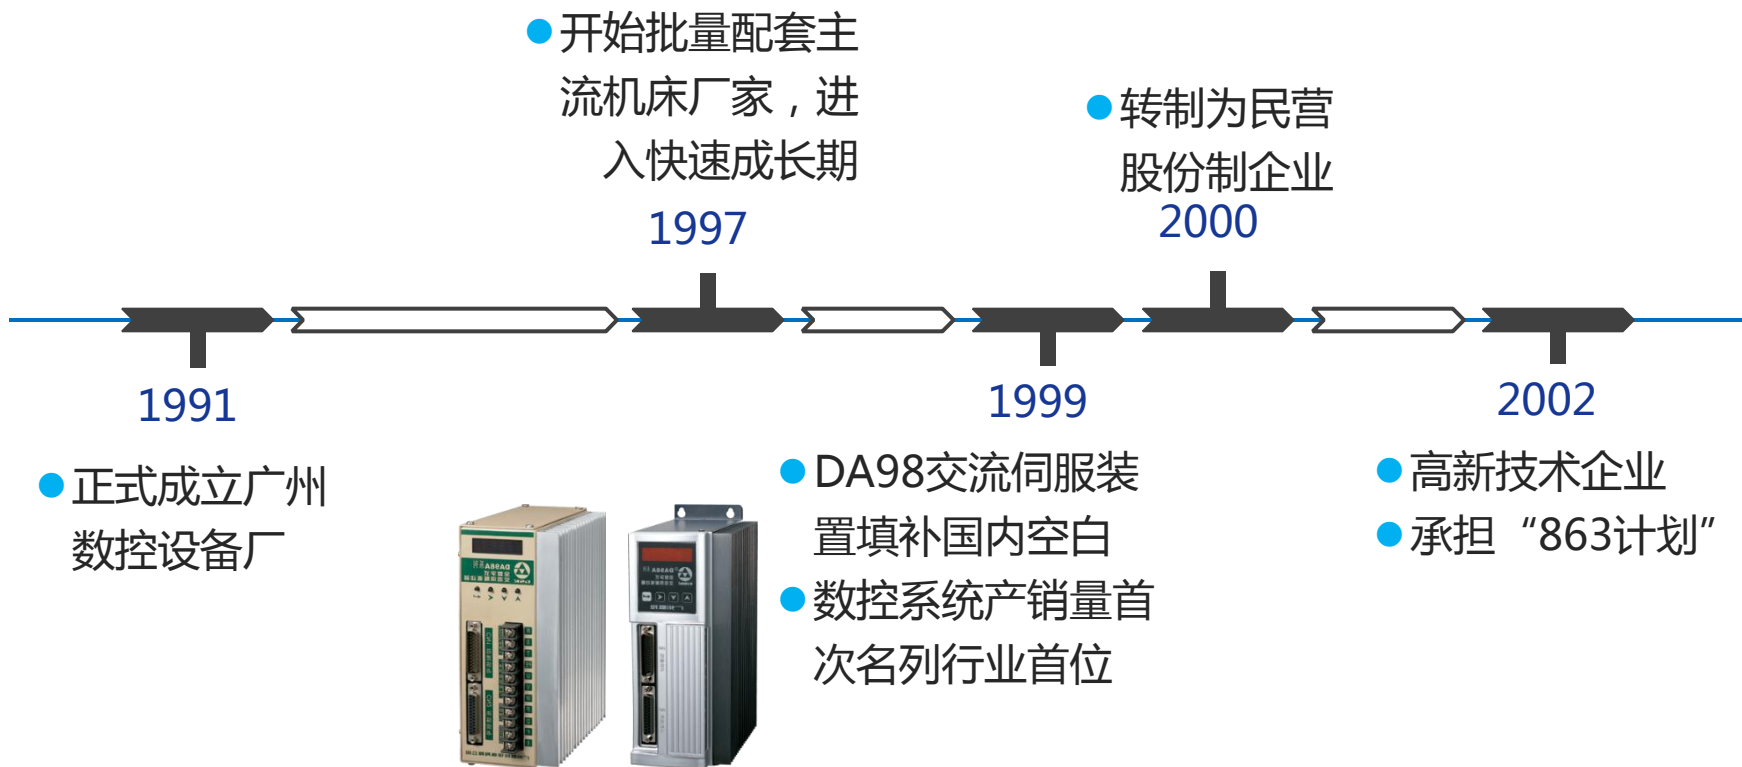 开始批量配套主
流机床厂家，进
入快速成长期
1997
转制为民营
股份制企业
2000
1991
正式成立广州
数控设备厂
1999
DA98交流伺服装
置填补国内空白
数控系统产销量首
次名列行业首位
2002
高新技术企业
承担“863计划”
DA98A